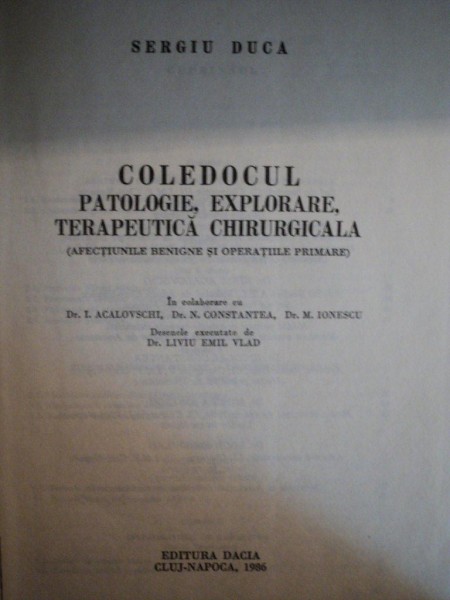 SERGIU DUCA
COLEDOCUL
PATOLOGIE, EXPLORARE,
TERAPEUTICĂ CHIRURGICALA
(AFECȚIUNILE BENIGNE ȘI OPERAȚIILE PRIMARE)
În colaborare cu
Dr. I. ACALOVSCHI, Dr. N. CONSTANTEA, Dr. M. IONESCU
Desenele executate de
Dr. LIVIU EMIL VLAD
EDITURA DACIA
CLUJ-NAPOCA, 1986